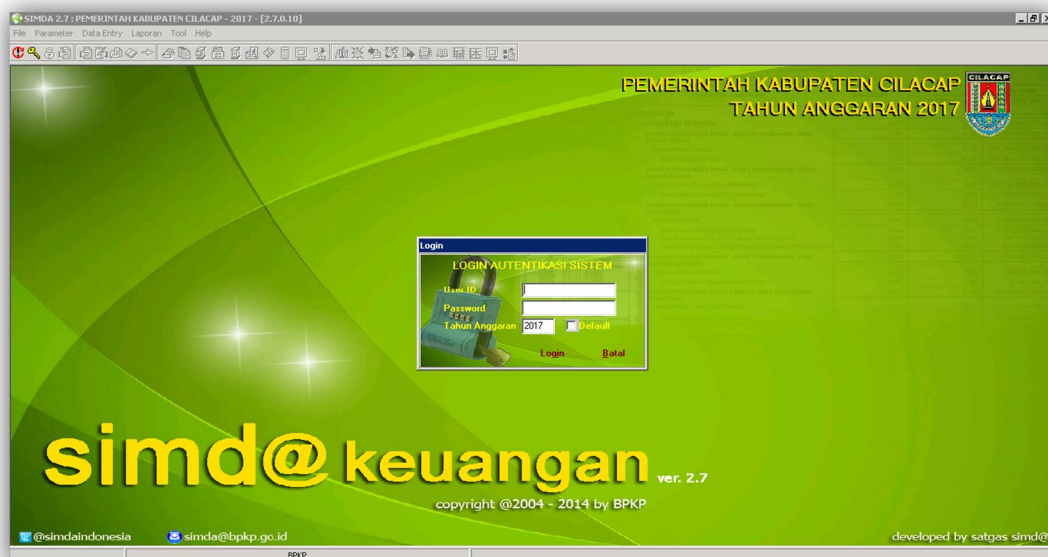 SIMDA 2.7 : PEMERINTAH KABUPATEN CILACAP - 2017 - [2.7.0.10]
File Parameter Data Entry Laporan Tool Help
PEMERINTAH KABUPATEN CILACAP
TAHUN ANGGARAN 2017
CILACAP
Login
LOGIN AUTENTIKASI SISTEM
User ID
Password
Tahun Anggaran 2017 Default
Login Batal
simd@ keuangan ver. 2.7
copyright @2004 - 2014 by BPKP
@simdaindonesia simda@bpkp.go.id developed by satgas simd@
BPKP